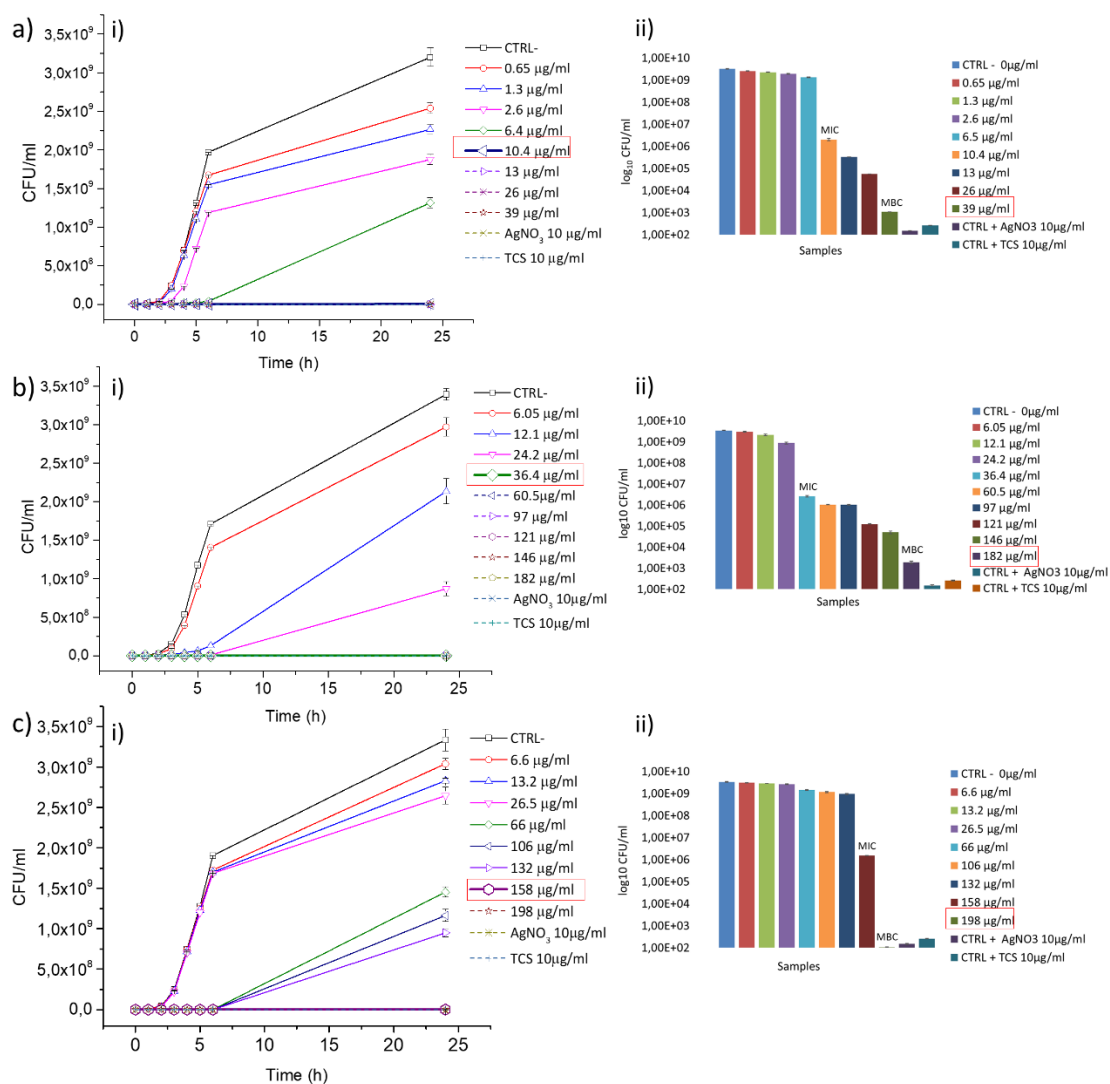 a)
i)
3,5x10⁹
3,0x10⁹
2,5x10⁹
2,0x10⁹
1,5x10⁹
1,0x10⁹
5,0x10⁸
0,0
CFU/ml
0 5 10 15 20 25
Time (h)
CTRL-
0.65 µg/ml
1.3 µg/ml
2.6 µg/ml
6.4 µg/ml
10.4 µg/ml
13 µg/ml
26 µg/ml
39 µg/ml
AgNO₃ 10 µg/ml
TCS 10 µg/ml
ii)
1,00E+10
1,00E+09
1,00E+08
1,00E+07
1,00E+06
1,00E+05
1,00E+04
1,00E+03
1,00E+02
log₁₀ CFU/ml
MIC
MBC
Samples
CTRL - 0µg/ml
0.65 µg/ml
1.3 µg/ml
2.6 µg/ml
6.5 µg/ml
10.4 µg/ml
13 µg/ml
26 µg/ml
39 µg/ml
CTRL + AgNO3 10µg/ml
CTRL + TCS 10µg/ml
b)
i)
3,5x10⁹
3,0x10⁹
2,5x10⁹
2,0x10⁹
1,5x10⁹
1,0x10⁹
5,0x10⁸
0,0
CFU/ml
0 5 10 15 20 25
Time (h)
CTRL-
6.05 µg/ml
12.1 µg/ml
24.2 µg/ml
36.4 µg/ml
60.5µg/ml
97 µg/ml
121 µg/ml
146 µg/ml
182 µg/ml
AgNO₃ 10µg/ml
TCS 10µg/ml
ii)
1,00E+10
1,00E+09
1,00E+08
1,00E+07
1,00E+06
1,00E+05
1,00E+04
1,00E+03
1,00E+02
log10 CFU/ml
MIC
MBC
Samples
CTRL - 0µg/ml
6.05 µg/ml
12.1 µg/ml
24.2 µg/ml
36.4 µg/ml
60.5 µg/ml
97 µg/ml
121 µg/ml
146 µg/ml
182 µg/ml
CTRL + AgNO3 10µg/ml
CTRL + TCS 10µg/ml
c)
i)
3,5x10⁹
3,0x10⁹
2,5x10⁹
2,0x10⁹
1,5x10⁹
1,0x10⁹
5,0x10⁸
0,0
CFU/ml
0 5 10 15 20 25
Time (h)
CTRL-
6.6 µg/ml
13.2 µg/ml
26.5 µg/ml
66 µg/ml
106 µg/ml
132 µg/ml
158 µg/ml
198 µg/ml
AgNO₃ 10µg/ml
TCS 10µg/ml
ii)
1,00E+10
1,00E+09
1,00E+08
1,00E+07
1,00E+06
1,00E+05
1,00E+04
1,00E+03
1,00E+02
log10 CFU/ml
MIC
MBC
Samples
CTRL - 0µg/ml
6.6 µg/ml
13.2 µg/ml
26.5 µg/ml
66 µg/ml
106 µg/ml
132 µg/ml
158 µg/ml
198 µg/ml
CTRL + AgNO3 10µg/ml
CTRL + TCS 10µg/ml